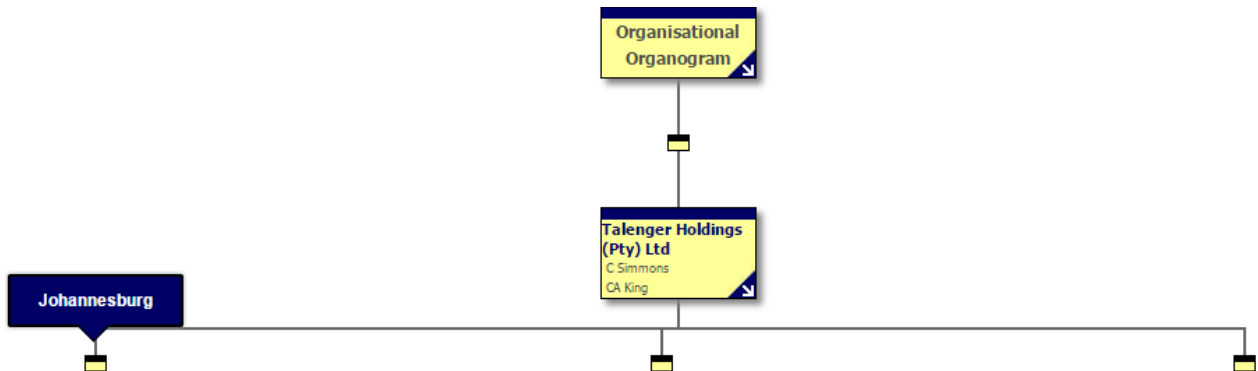 Organisational
Organogram
Talenger Holdings
(Pty) Ltd
C Simmons
CA King
Johannesburg